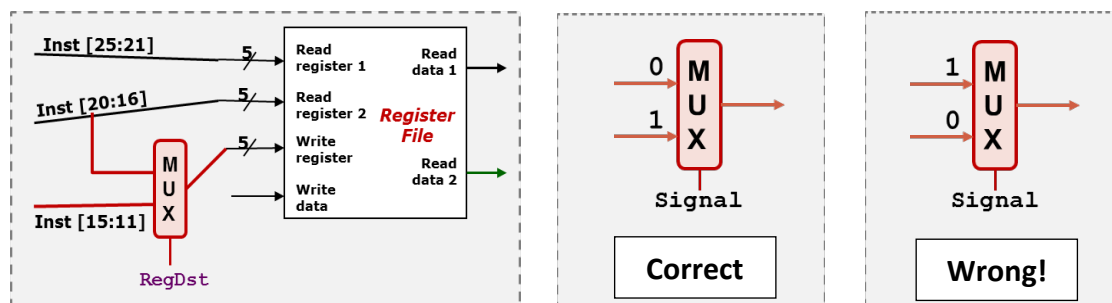 Inst [25:21]
5
Read
register 1
Read
data 1
Inst [20:16]
5
Read
register 2
Register
File
5
Write
register
Read
data 2
Write
data
M
U
X
Inst [15:11]
RegDst
0
1
M
U
X
Signal
Correct
1
0
M
U
X
Signal
Wrong!